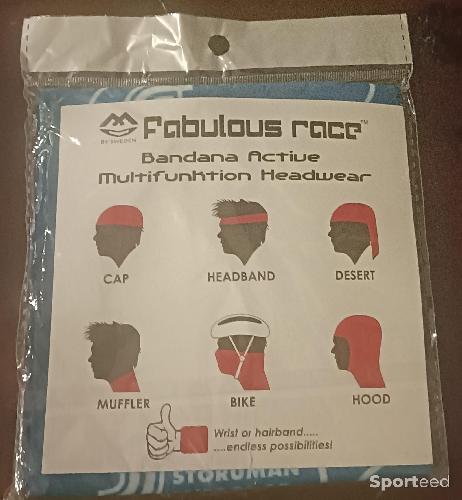 BY SWEDEN
Fabulous race™
Bandana Active
Multifunktion Headwear
CAP HEADBAND DESERT
MUFFLER BIKE HOOD
Wrist or hairband.....
....endless possibilities!
STORUMAN
Sporteed